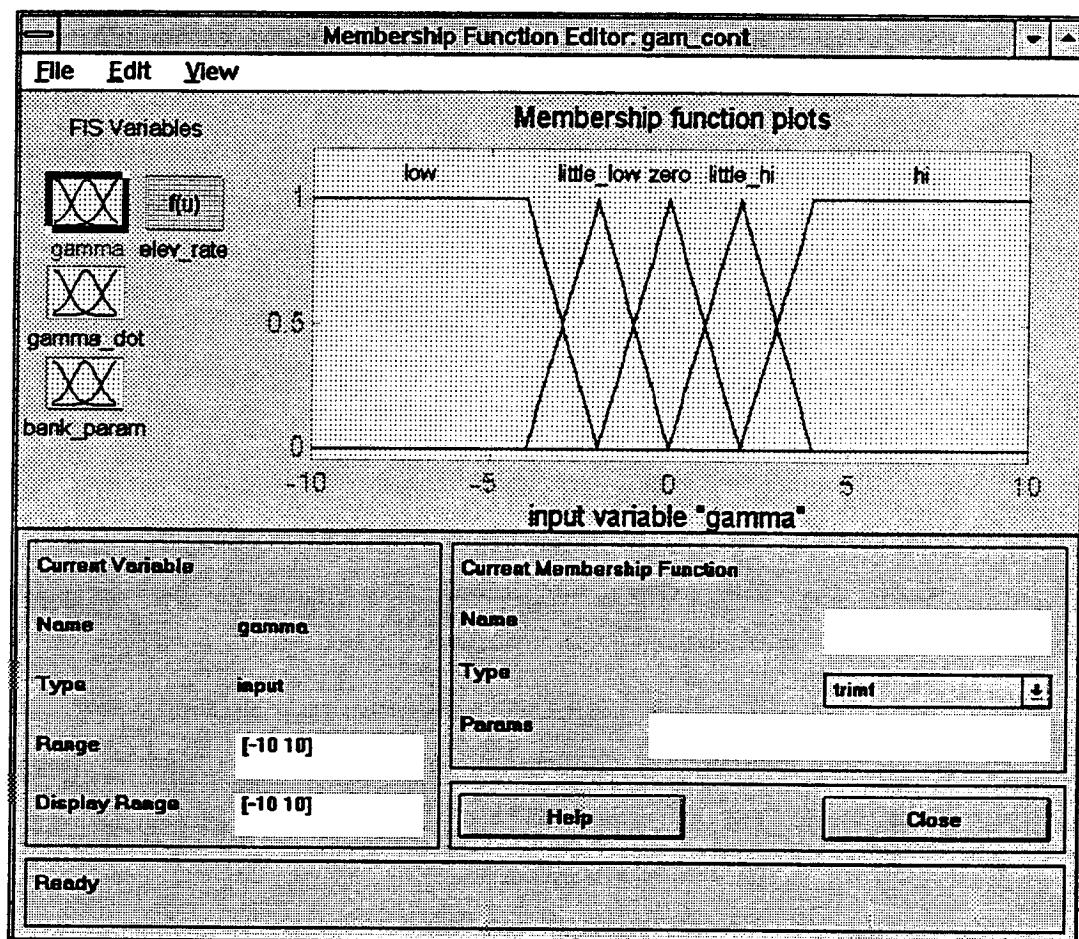 Membership Function Editor: gam_cont
File Edit View
FIS Variables
f(u)
gamma elev_rate
gamma_dot
bank_param
Membership function plots
low little_low zero little_hi hi
1
0.5
0
-10 -5 0 5 10
input variable "gamma"
Current Variable
Name gamma
Type input
Range [-10 10]
Display Range [-10 10]
Current Membership Function
Name
Type trimf
Params
Help Close
Ready